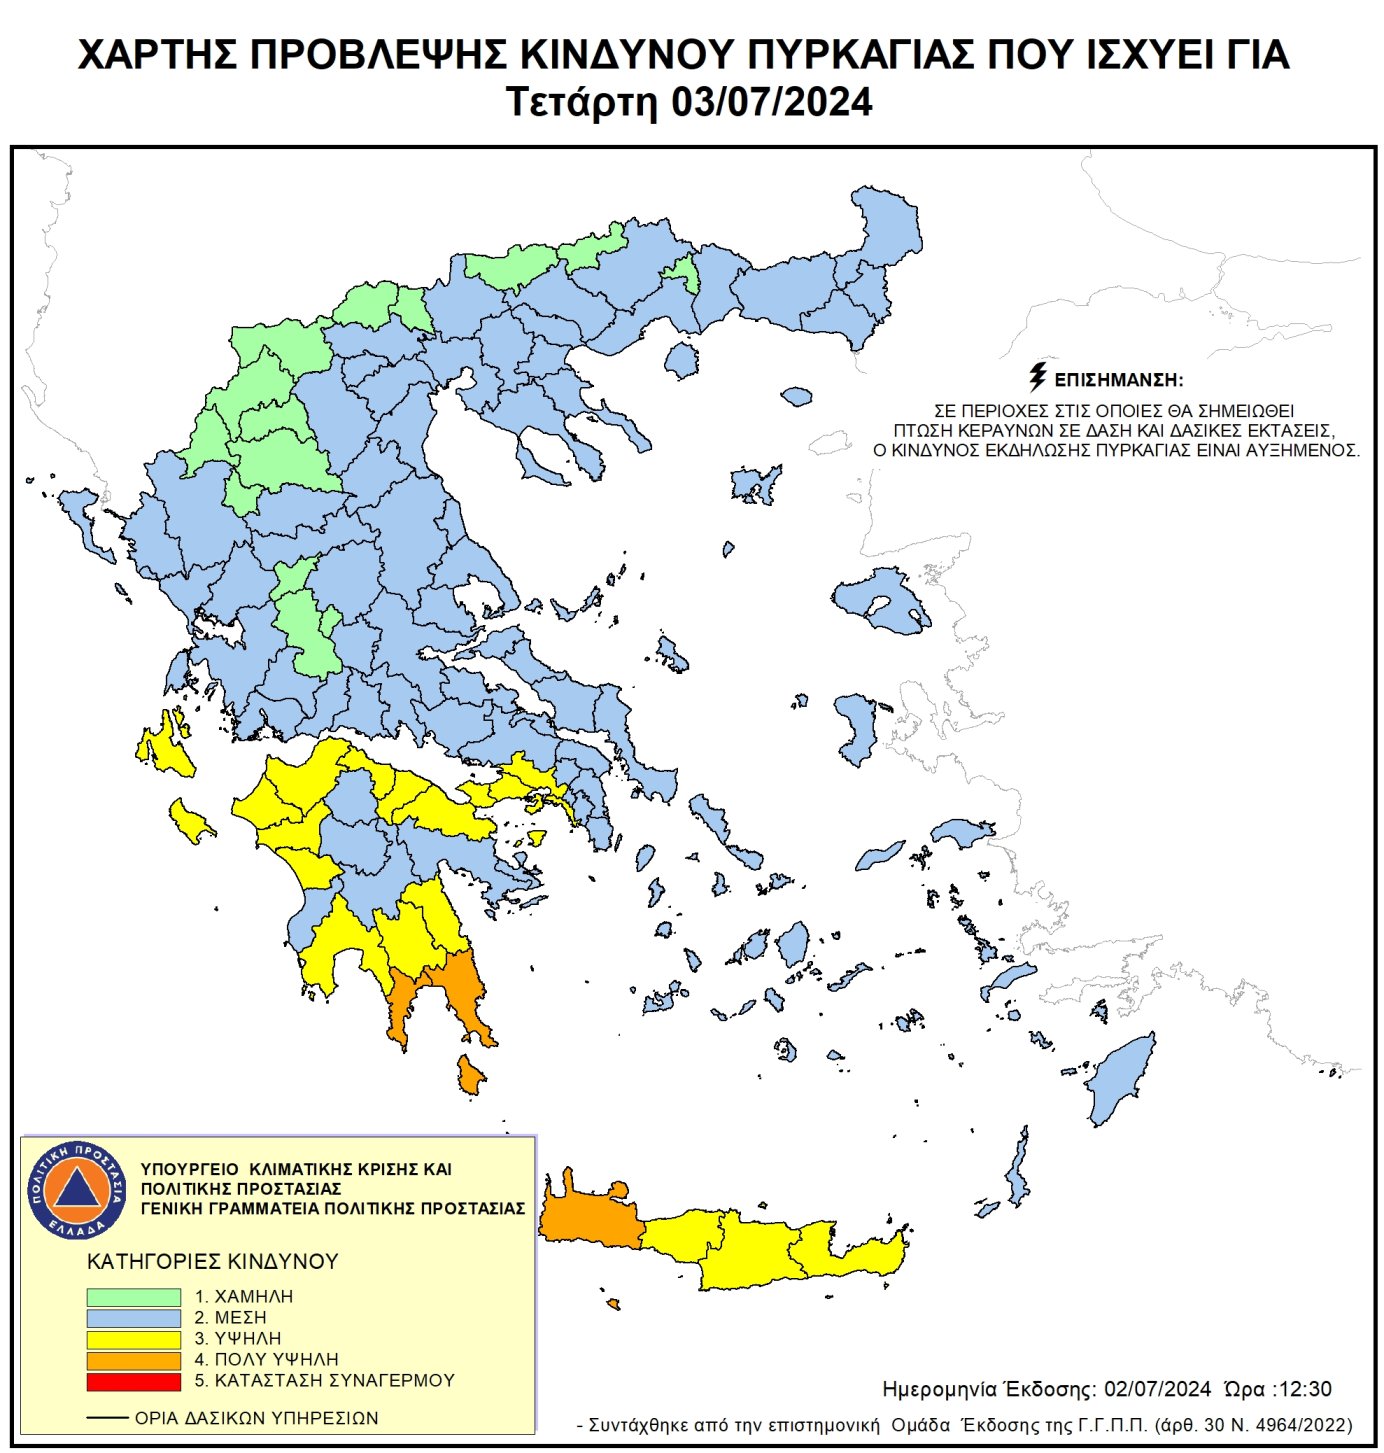 ΧΑΡΤΗΣ ΠΡΟΒΛΕΨΗΣ ΚΙΝΔΥΝΟΥ ΠΥΡΚΑΓΙΑΣ ΠΟΥ ΙΣΧΥΕΙ ΓΙΑ
Τετάρτη 03/07/2024
ΕΠΙΣΗΜΑΝΣΗ:
ΣΕ ΠΕΡΙΟΧΕΣ ΣΤΙΣ ΟΠΟΙΕΣ ΘΑ ΣΗΜΕΙΩΘΕΙ
ΠΤΩΣΗ ΚΕΡΑΥΝΩΝ ΣΕ ΔΑΣΗ ΚΑΙ ΔΑΣΙΚΕΣ ΕΚΤΑΣΕΙΣ,
Ο ΚΙΝΔΥΝΟΣ ΕΚΔΗΛΩΣΗΣ ΠΥΡΚΑΓΙΑΣ ΕΙΝΑΙ ΑΥΞΗΜΕΝΟΣ.
ΠΟΛΙΤΙΚΗ ΠΡΟΣΤΑΣΙΑ
ΕΛΛΑΔΑ
ΥΠΟΥΡΓΕΙΟ ΚΛΙΜΑΤΙΚΗΣ ΚΡΙΣΗΣ ΚΑΙ
ΠΟΛΙΤΙΚΗΣ ΠΡΟΣΤΑΣΙΑΣ
ΓΕΝΙΚΗ ΓΡΑΜΜΑΤΕΙΑ ΠΟΛΙΤΙΚΗΣ ΠΡΟΣΤΑΣΙΑΣ
ΚΑΤΗΓΟΡΙΕΣ ΚΙΝΔΥΝΟΥ
1. ΧΑΜΗΛΗ
2. ΜΕΣΗ
3. ΥΨΗΛΗ
4. ΠΟΛΥ ΥΨΗΛΗ
5. ΚΑΤΑΣΤΑΣΗ ΣΥΝΑΓΕΡΜΟΥ
ΟΡΙΑ ΔΑΣΙΚΩΝ ΥΠΗΡΕΣΙΩΝ
Ημερομηνία Έκδοσης: 02/07/2024 Ώρα :12:30
- Συντάχθηκε από την επιστημονική Ομάδα Έκδοσης της Γ.Γ.Π.Π. (άρθ. 30 Ν. 4964/2022)